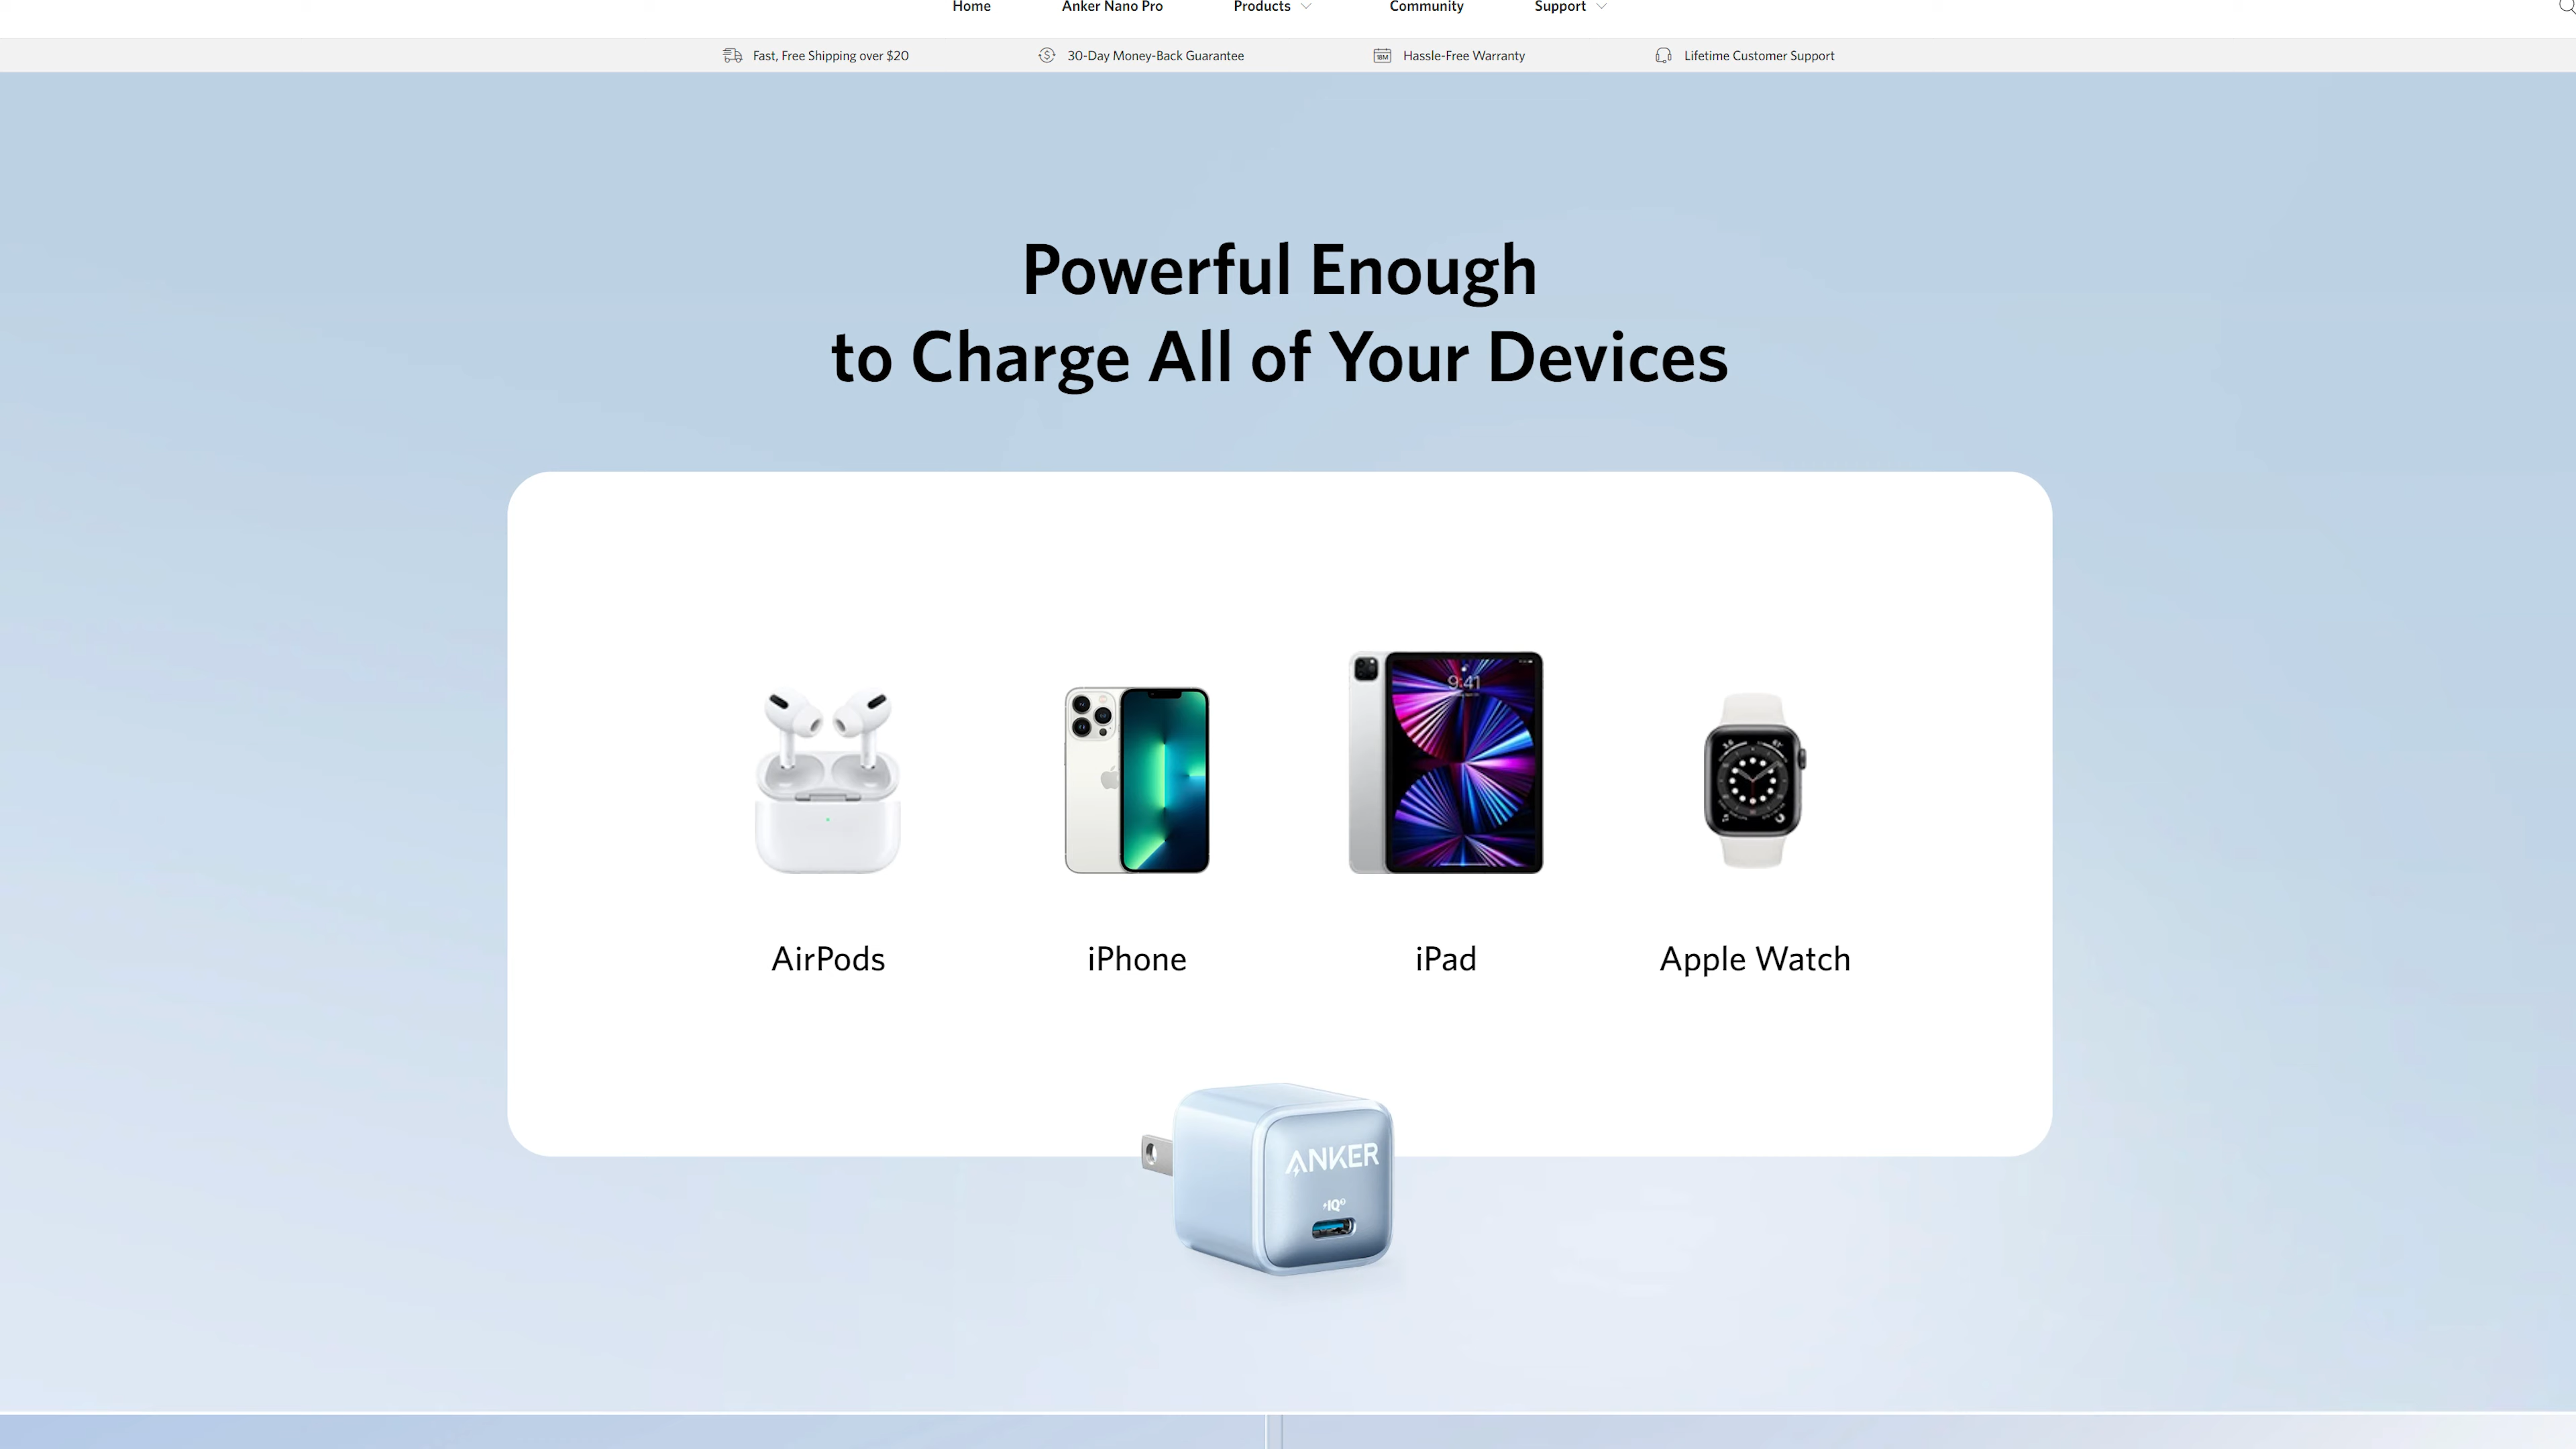 Home Anker Nano Pro Products Community Support
Fast, Free Shipping over $20 30-Day Money-Back Guarantee 18M Hassle-Free Warranty Lifetime Customer Support
Powerful Enough
to Charge All of Your Devices
9:41
AirPods iPhone iPad Apple Watch
ANKER
IQ3